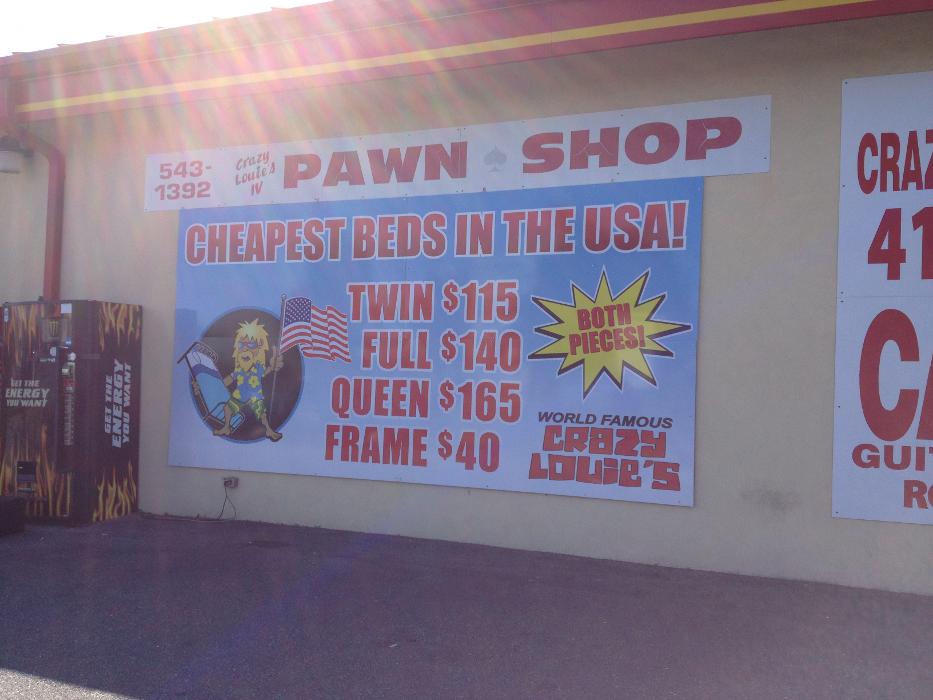 543-
1392
Crazy
Louie's
IV
PAWN SHOP
CHEAPEST BEDS IN THE USA!
TWIN $115
FULL $140
QUEEN $165
FRAME $40
BOTH
PIECES!
WORLD FAMOUS
CRAZY
LOUIE'S
GET THE
ENERGY
YOU WANT
GET THE
ENERGY
YOU WANT
CRAZ
41
CA
GUIT
RO